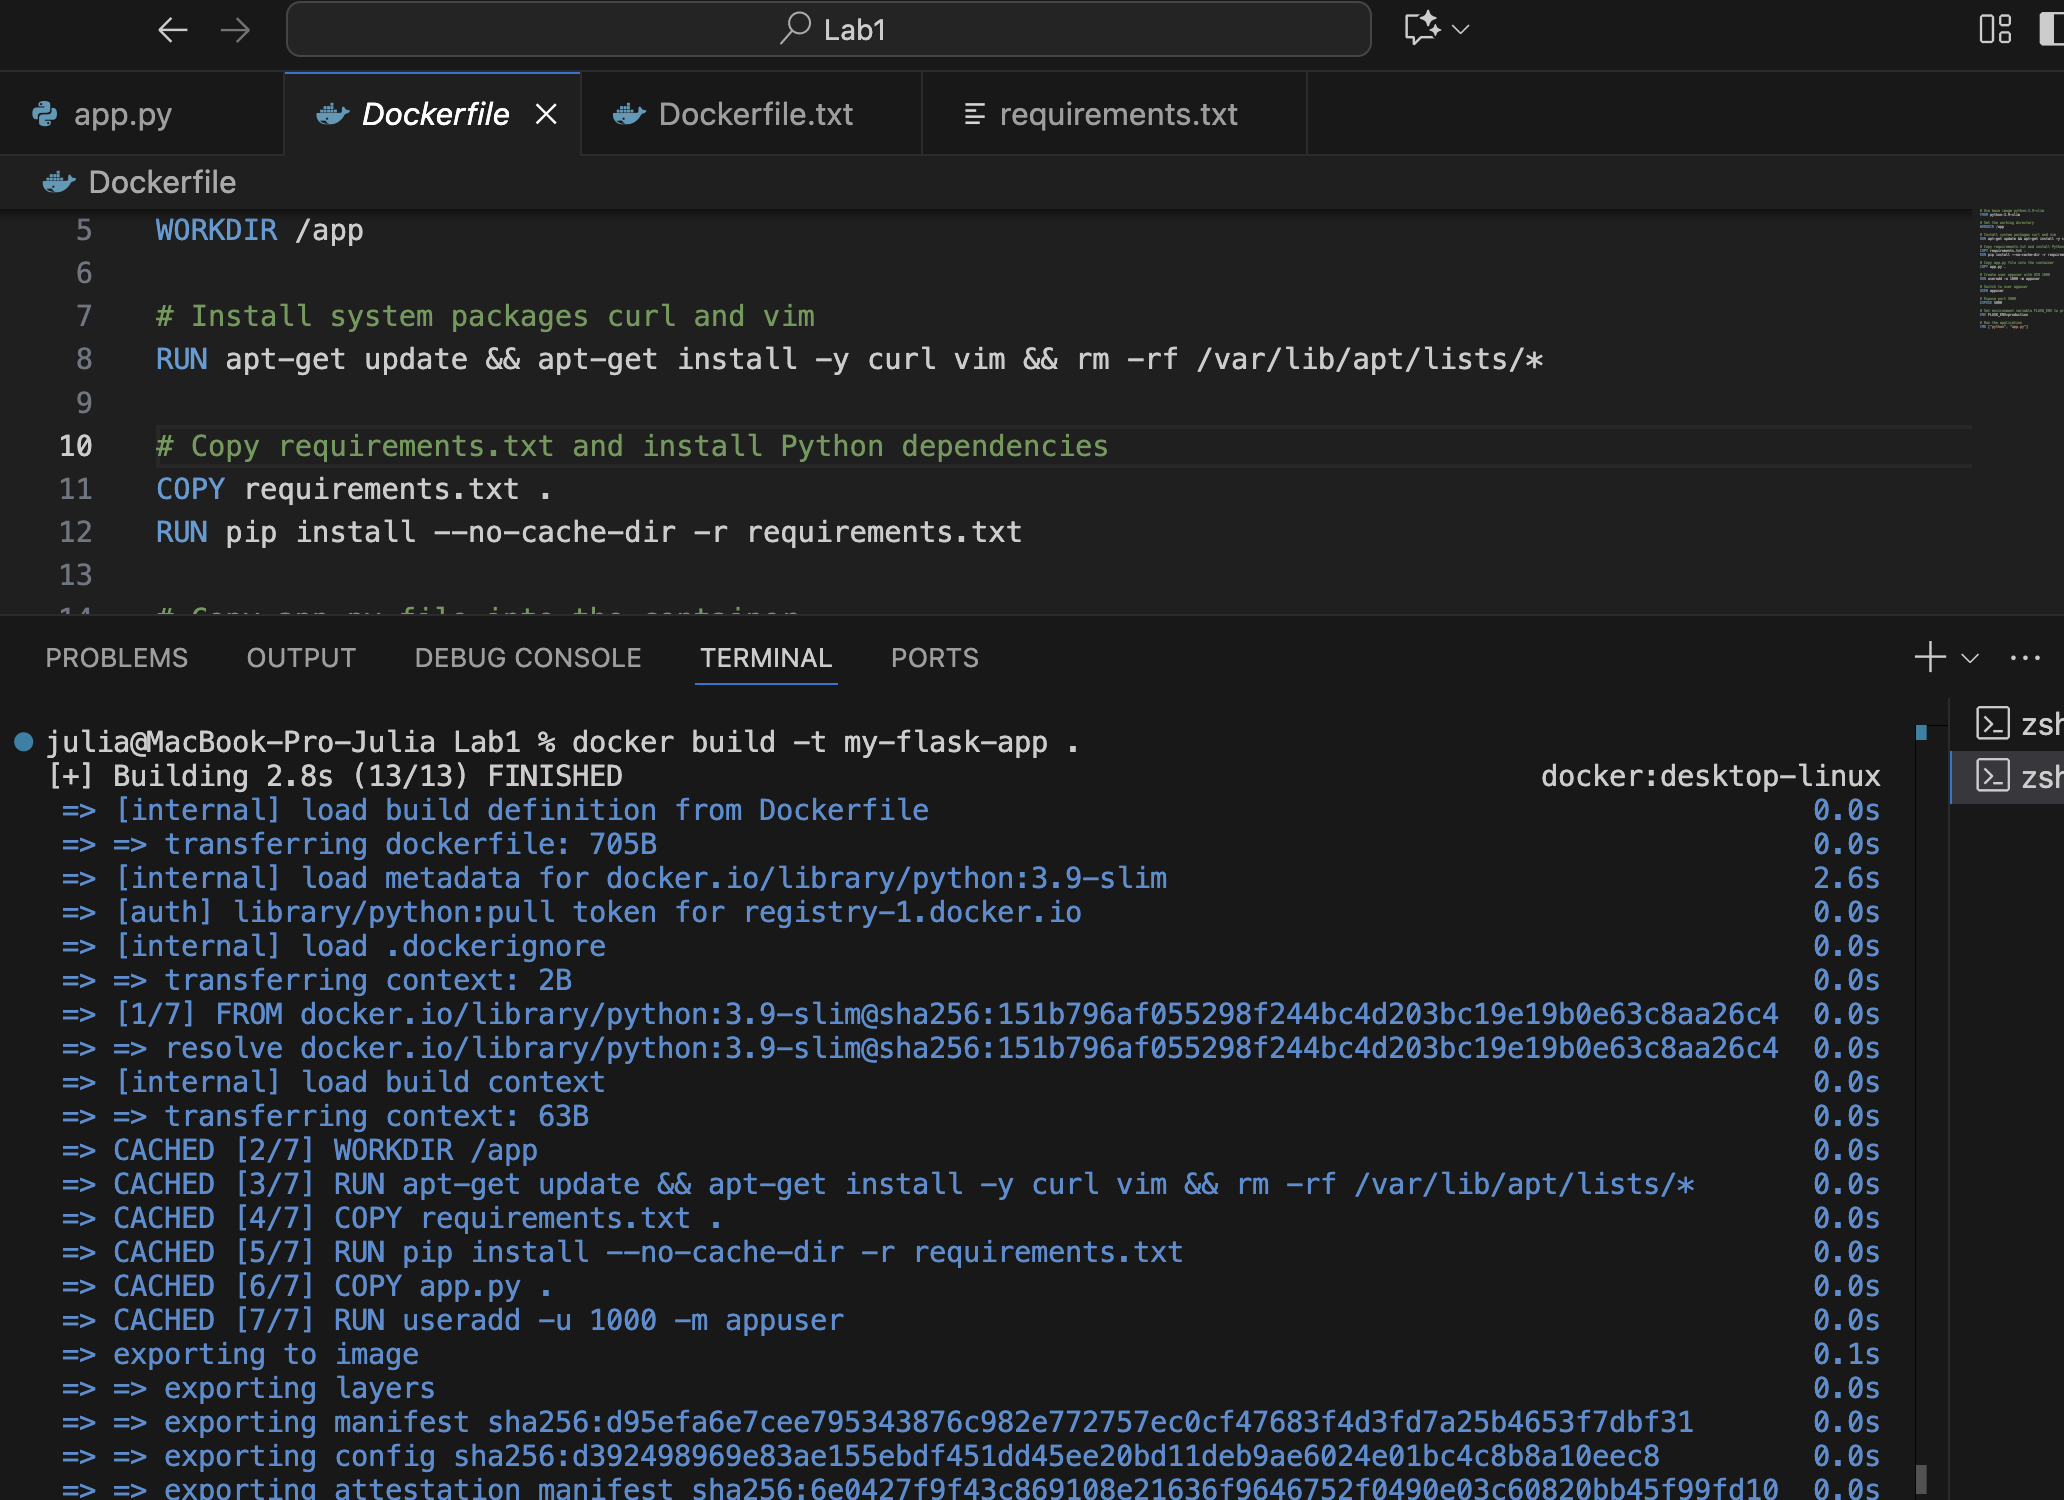 Lab1
app.py
Dockerfile
Dockerfile.txt
requirements.txt
Dockerfile
5 WORKDIR /app
6
7 # Install system packages curl and vim
8 RUN apt-get update && apt-get install -y curl vim && rm -rf /var/lib/apt/lists/*
9
10 # Copy requirements.txt and install Python dependencies
11 COPY requirements.txt .
12 RUN pip install --no-cache-dir -r requirements.txt
13
14 # Copy app.py file into the container
PROBLEMS OUTPUT DEBUG CONSOLE TERMINAL PORTS
zsh
zsh
julia@MacBook-Pro-Julia Lab1 % docker build -t my-flask-app .
[+] Building 2.8s (13/13) FINISHED docker:desktop-linux
=> [internal] load build definition from Dockerfile 0.0s
=> => transferring dockerfile: 705B 0.0s
=> [internal] load metadata for docker.io/library/python:3.9-slim 2.6s
=> [auth] library/python:pull token for registry-1.docker.io 0.0s
=> [internal] load .dockerignore 0.0s
=> => transferring context: 2B 0.0s
=> [1/7] FROM docker.io/library/python:3.9-slim@sha256:151b796af055298f244bc4d203bc19e19b0e63c8aa26c4 0.0s
=> => resolve docker.io/library/python:3.9-slim@sha256:151b796af055298f244bc4d203bc19e19b0e63c8aa26c4 0.0s
=> [internal] load build context 0.0s
=> => transferring context: 63B 0.0s
=> CACHED [2/7] WORKDIR /app 0.0s
=> CACHED [3/7] RUN apt-get update && apt-get install -y curl vim && rm -rf /var/lib/apt/lists/* 0.0s
=> CACHED [4/7] COPY requirements.txt . 0.0s
=> CACHED [5/7] RUN pip install --no-cache-dir -r requirements.txt 0.0s
=> CACHED [6/7] COPY app.py . 0.0s
=> CACHED [7/7] RUN useradd -u 1000 -m appuser 0.0s
=> exporting to image 0.1s
=> => exporting layers 0.0s
=> => exporting manifest sha256:d95efa6e7cee795343876c982e772757ec0cf47683f4d3fd7a25b4653f7dbf31 0.0s
=> => exporting config sha256:d392498969e83ae155ebdf451dd45ee20bd11deb9ae6024e01bc4c8b8a10eec8 0.0s
=> => exporting attestation manifest sha256:6e0427f9f43c869108e21636f9646752f0490e03c60820bb45f99fd10 0.0s